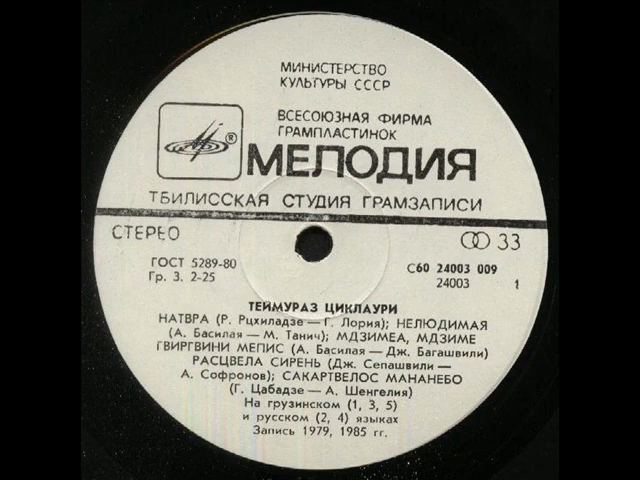 МИНИСТЕРСТВО
КУЛЬТУРЫ СССР
ВСЕСОЮЗНАЯ ФИРМА
ГРАМПЛАСТИНОК
®
МЕЛОДИЯ
ТБИЛИССКАЯ СТУДИЯ ГРАМЗАПИСИ
СТЕРЕО
33
ГОСТ 5289-80
Гр. 3. 2-25
С60 24003 009
24003 1
ТЕЙМУРАЗ ЦИКЛАУРИ
НАТВРА (Р. Рцхиладзе — Г. Лория); НЕЛЮДИМАЯ
(А. Басилая — М. Танич); МДЗИМЕА, МДЗИМЕ
ГВИРГВИНИ МЕПИС (А. Басилая — Дж. Багашвили)
РАСЦВЕЛА СИРЕНЬ (Дж. Сепашвили —
А. Софронов); САКАРТВЕЛОС МАНАНЕБО
(Г. Цабадзе — А. Шенгелия)
На грузинском (1, 3, 5)
и русском (2, 4) языках
Запись 1979, 1985 гг.